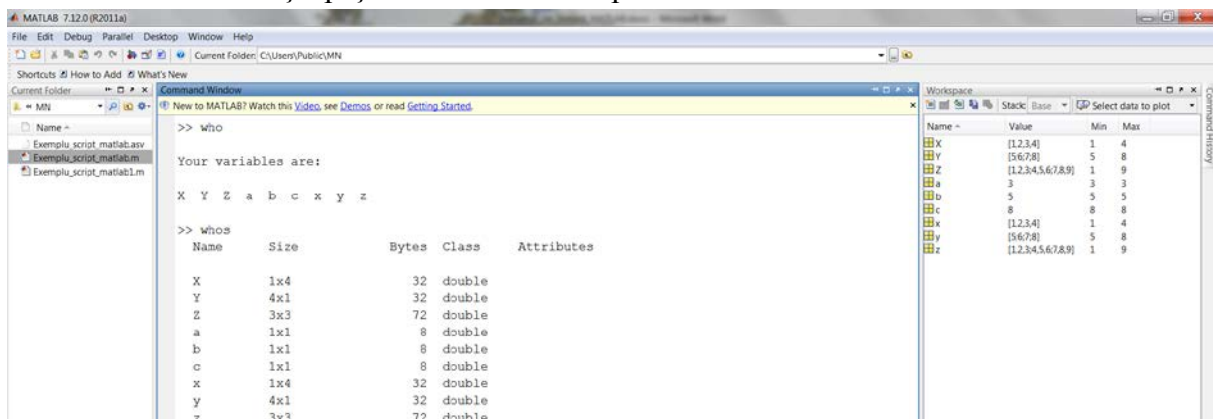 MATLAB 7.12.0 (R2011a)
File Edit Debug Parallel Desktop Window Help
Current Folder: C:\Users\Public\MN
Shortcuts How to Add What's New
Current Folder
« MN
Name
Exemplu_script_matlab.asv
Exemplu_script_matlab.m
Exemplu_script_matlab1.m
Command Window
New to MATLAB? Watch this Video, see Demos, or read Getting Started.
>> who
Your variables are:
X Y Z a b c x y z
>> whos
Name Size Bytes Class Attributes
X 1x4 32 double
Y 4x1 32 double
Z 3x3 72 double
a 1x1 8 double
b 1x1 8 double
c 1x1 8 double
x 1x4 32 double
y 4x1 32 double
z 3x3 72 double
Workspace
Stack: Base Select data to plot
Name Value Min Max
X [1,2,3,4] 1 4
Y [5;6;7;8] 5 8
Z [1,2,3;4,5,6;7,8,9] 1 9
a 3 3 3
b 5 5 5
c 8 8 8
x [1,2,3,4] 1 4
y [5;6;7;8] 5 8
z [1,2,3;4,5,6;7,8,9] 1 9
Command History